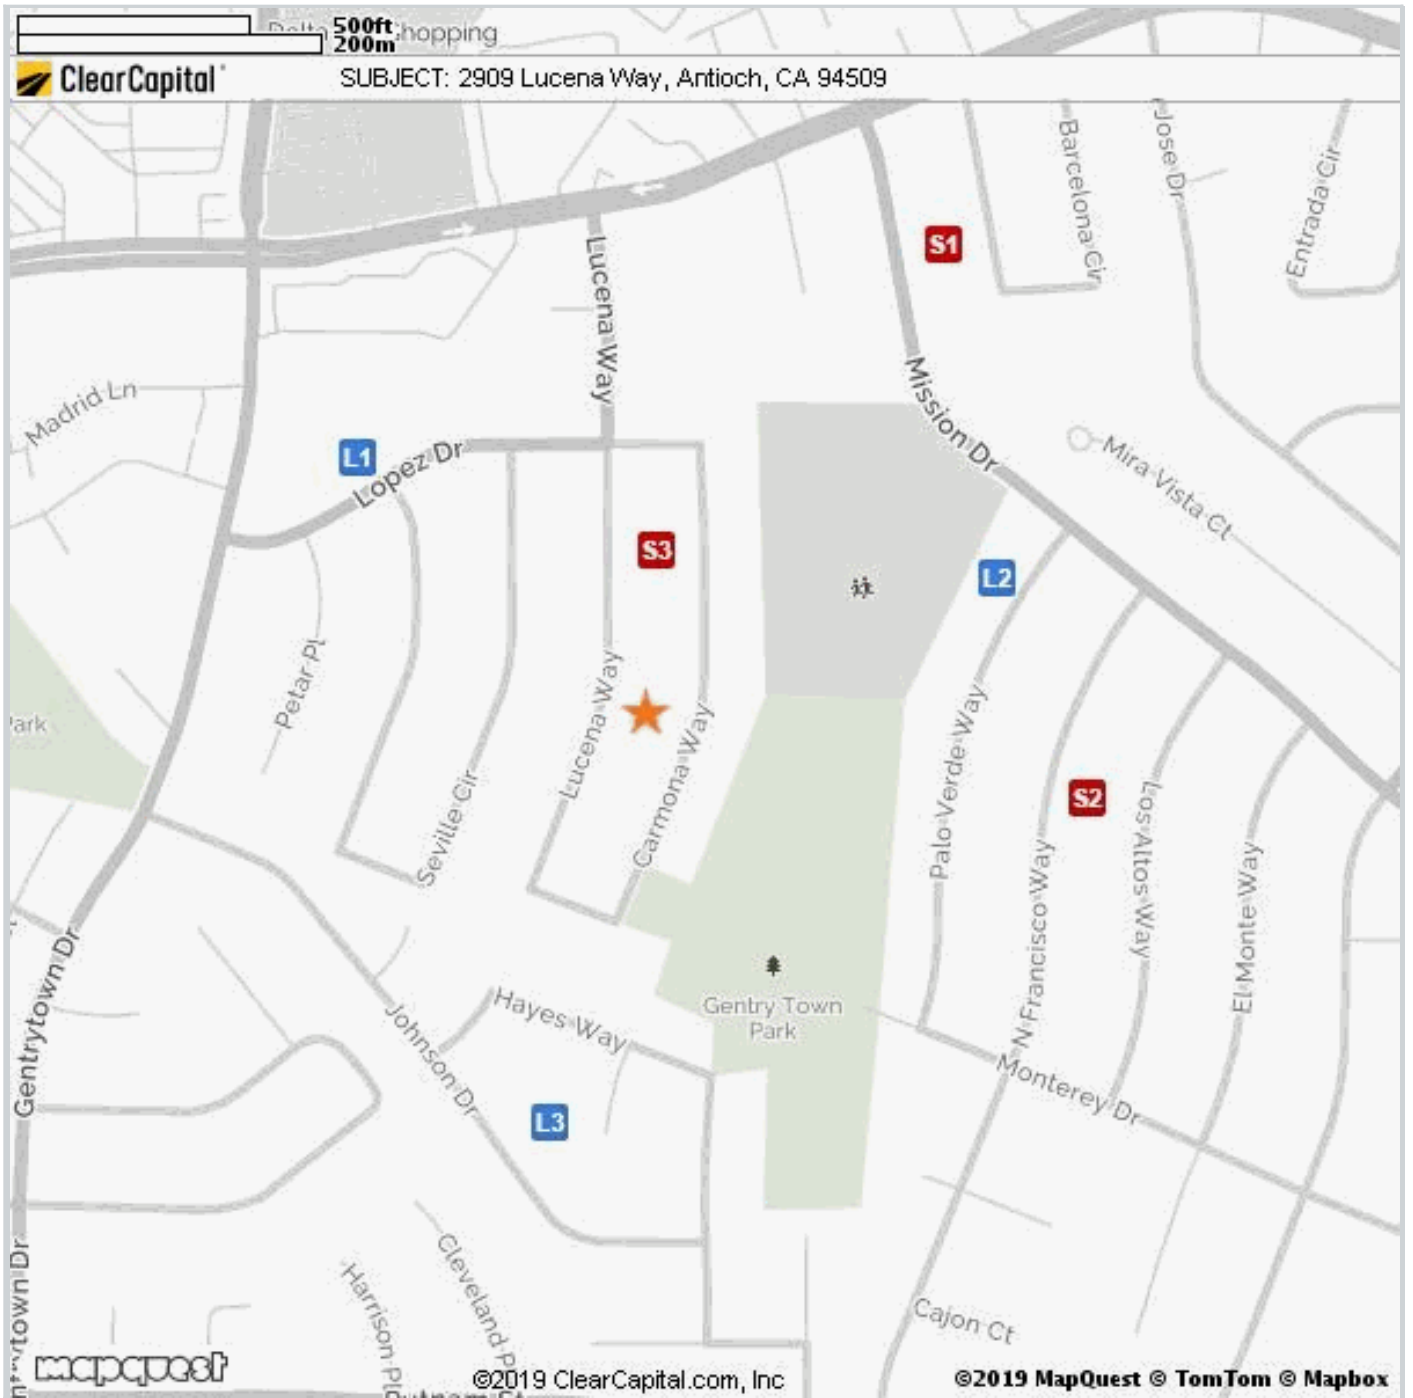 500ft
hopping
200m
ClearCapital
SUBJECT: 2909 Lucena Way, Antioch, CA 94509
Barcelona Cir
Jose Dr
Entrada Cir
S1
Lucena Way
Mission Dr
Madrid Ln
L1
Lopez Dr
Mira Vista Ct
S3
L2
Petar Pl
Lucena Way
Carmona Way
Palo Verde Way
Park
Seville Cir
S2
Los Altos Way
N Francisco Way
El Monte Way
Gentrytown Dr
Gentry Town
Park
Hayes Way
Johnson Dr
Monterey Dr
L3
Cleveland Pl
Harrison Pl
Cajon Ct
mapquest
©2019 ClearCapital.com, Inc
©2019 MapQuest © TomTom © Mapbox